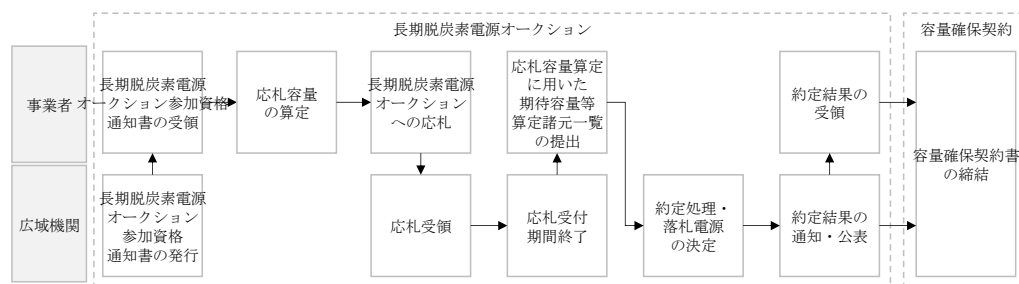 長期脱炭素電源オークション
容量確保契約
事業者
長期脱炭素電源
オークション参加資格
通知書の受領
応札容量
の算定
長期脱炭素電源
オークション
への応札
応札容量算定
に用いた
期待容量等
算定諸元一覧
の提出
約定結果の
受領
容量確保契約書
の締結
広域機関
長期脱炭素電源
オークション
参加資格
通知書の発行
応札受領
応札受付
期間終了
約定処理・
落札電源
の決定
約定結果の
通知・公表